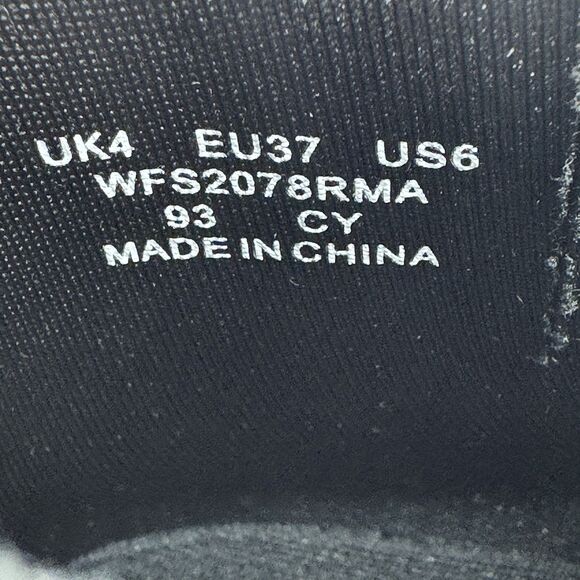 UK4 EU37 US6
WFS2078RMA
93 CY
MADE IN CHINA